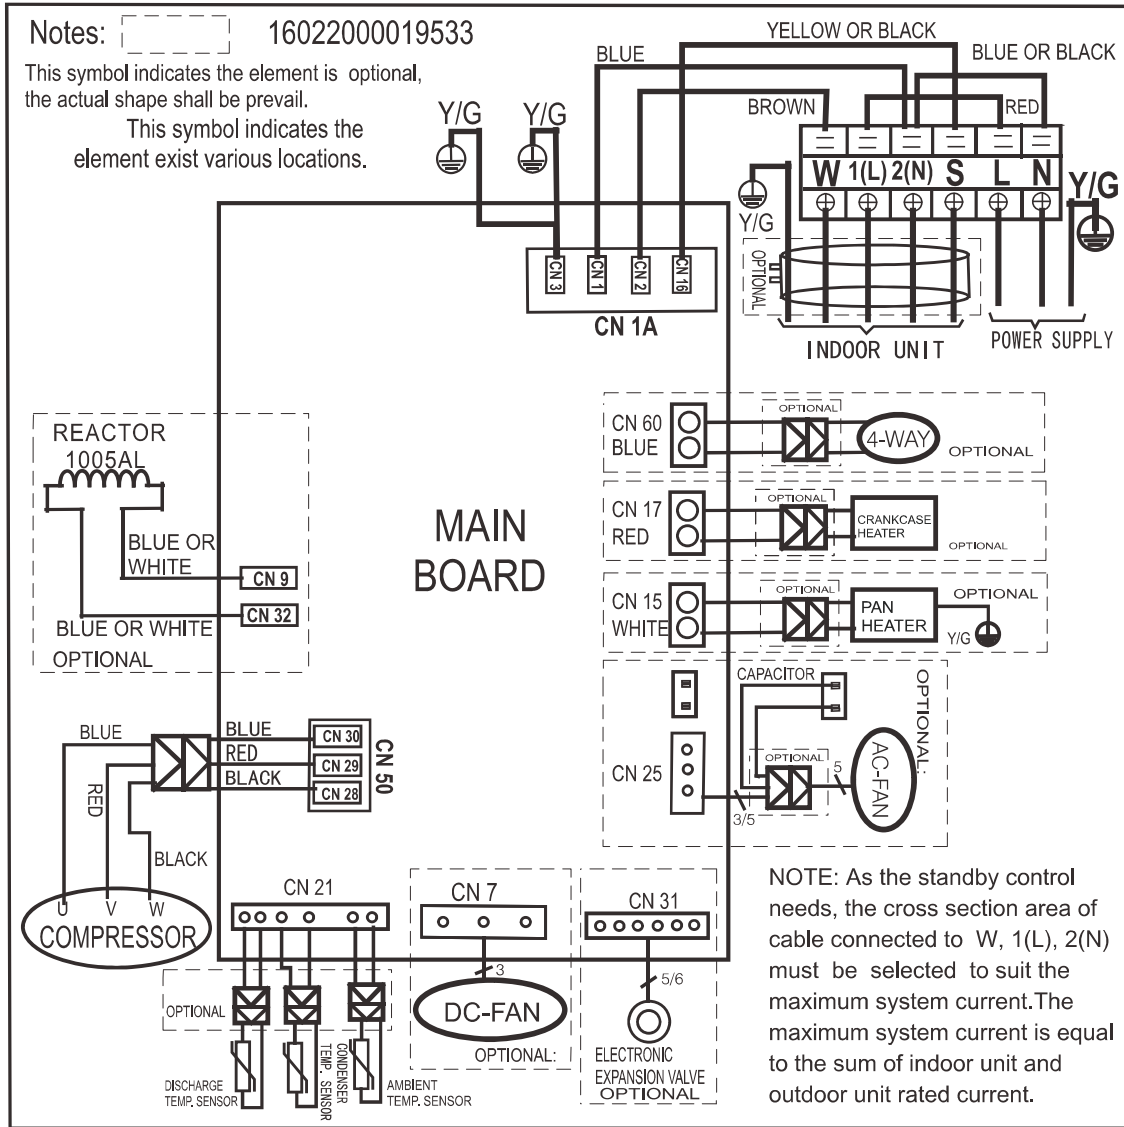 Notes: 16022000019533
This symbol indicates the element is optional,
the actual shape shall be prevail.
This symbol indicates the
element exist various locations.
Y/G
Y/G
BLUE
YELLOW OR BLACK
BLUE OR BLACK
BROWN
RED
W 1(L) 2(N) S L N
Y/G
Y/G
OPTIONAL
INDOOR UNIT
POWER SUPPLY
CN 3
CN 1
CN 2
CN 16
CN 1A
REACTOR
1005AL
BLUE OR
WHITE
CN 9
CN 32
BLUE OR WHITE
OPTIONAL
MAIN
BOARD
CN 60
BLUE
OPTIONAL
4-WAY
OPTIONAL
CN 17
RED
OPTIONAL
CRANKCASE
HEATER
OPTIONAL
CN 15
WHITE
OPTIONAL
PAN
HEATER
OPTIONAL
Y/G
CAPACITOR
OPTIONAL:
CN 25
OPTIONAL
3/5
5
AC-FAN
BLUE
RED
BLACK
BLUE
RED
BLACK
CN 30
CN 29
CN 28
CN 50
U V W
COMPRESSOR
CN 21
OPTIONAL
DISCHARGE
TEMP. SENSOR
CONDENSER
TEMP. SENSOR
AMBIENT
TEMP. SENSOR
CN 7
3
DC-FAN
OPTIONAL:
CN 31
5/6
ELECTRONIC
EXPANSION VALVE
OPTIONAL
NOTE: As the standby control
needs, the cross section area of
cable connected to W, 1(L), 2(N)
must be selected to suit the
maximum system current.The
maximum system current is equal
to the sum of indoor unit and
outdoor unit rated current.